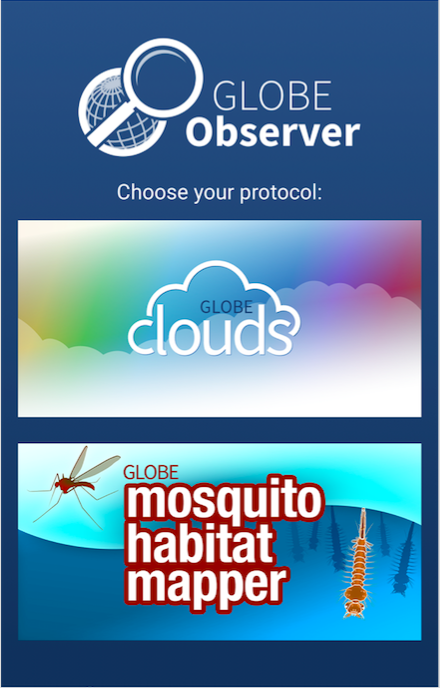 GLOBE
Observer
Choose your protocol:
GLOBE
clouds
GLOBE
mosquito
habitat
mapper